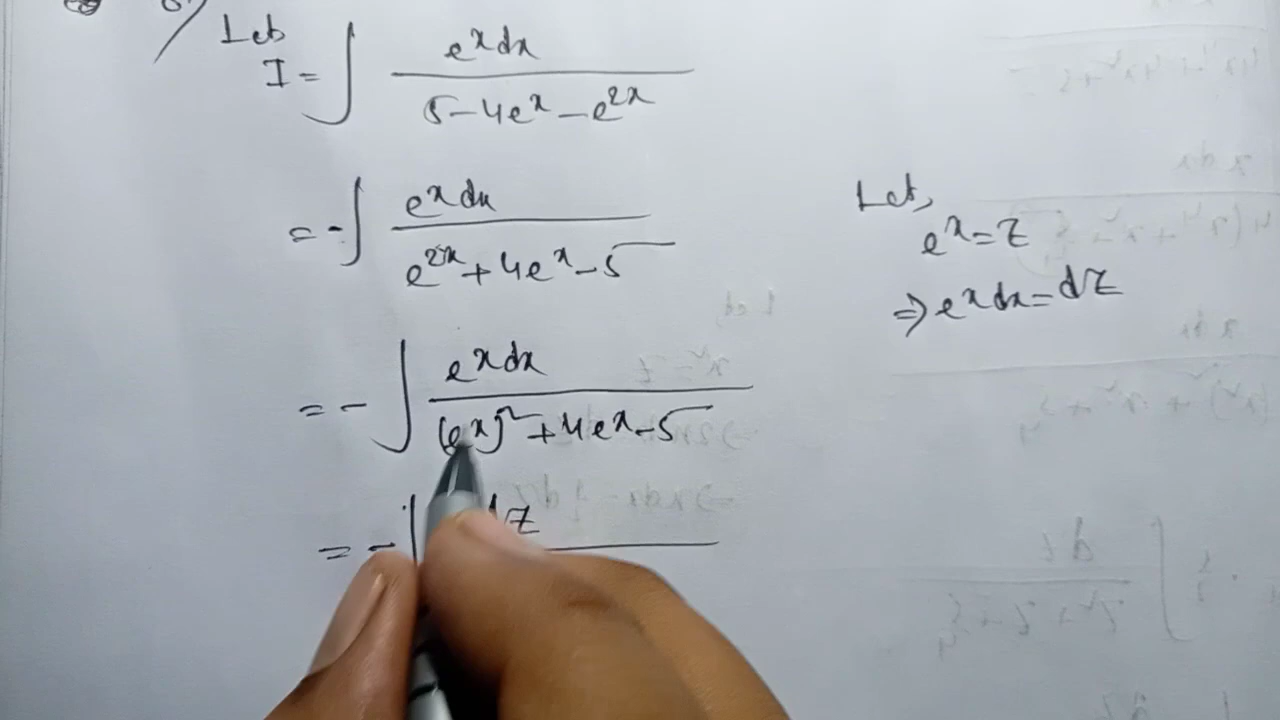 Let
I = ∫ e^x dx / 5 - 4e^x - e^2x
= - ∫ e^x dx / e^2x + 4e^x - 5
Let,
e^x = z
⇒ e^x dx = dz
= - ∫ e^x dx / (e^x)^2 + 4e^x - 5
= - ∫ dz